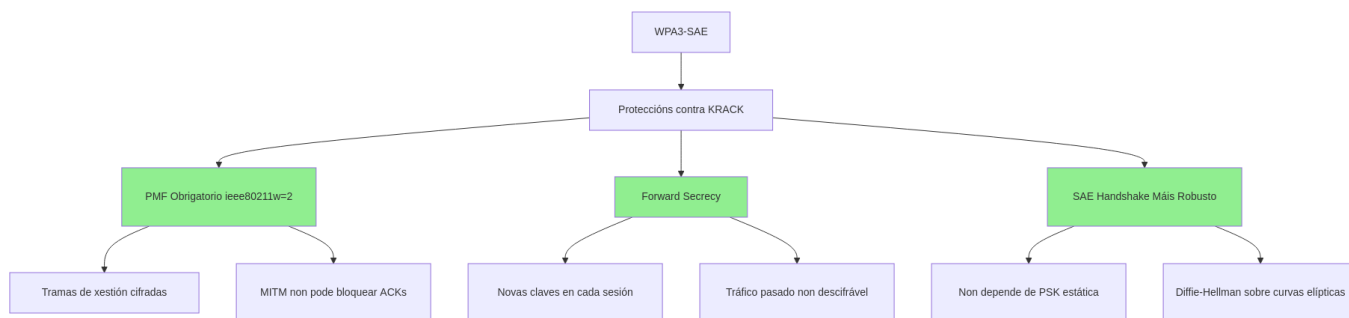 WPA3-SAE
Proteccións contra KRACK
PMF Obrigatorio ieee80211w=2
Forward Secrecy
SAE Handshake Máis Robusto
Tramas de xestión cifradas
MITM non pode bloquear ACKs
Novas claves en cada sesión
Tráfico pasado non descifrável
Non depende de PSK estática
Diffie-Hellman sobre curvas elípticas